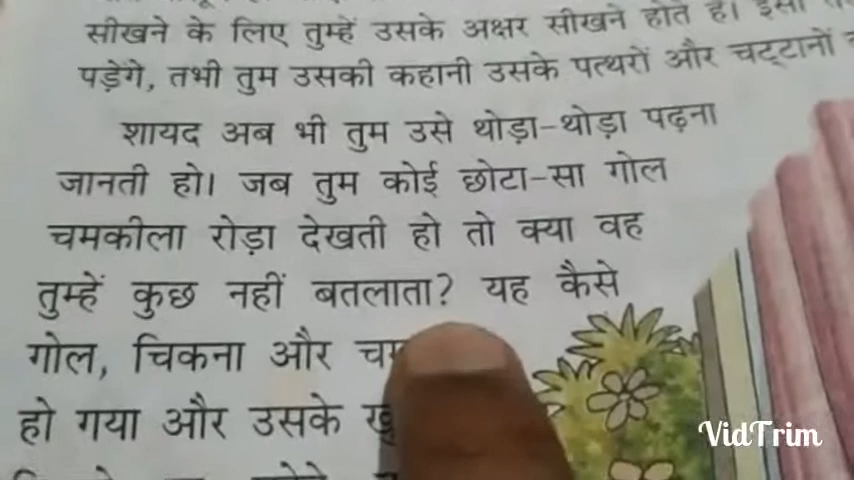 सीखने के लिए तुम्हें उसके अक्षर सीखने होते हैं। इसी
पड़ेंगे, तभी तुम उसकी कहानी उसके पत्थरों और चट्टानों
शायद अब भी तुम उसे थोड़ा-थोड़ा पढ़ना
जानती हो। जब तुम कोई छोटा-सा गोल
चमकीला रोड़ा देखती हो तो क्या वह
तुम्हें कुछ नहीं बतलाता? यह कैसे
गोल, चिकना और
हो गया और उसके
VidTrim